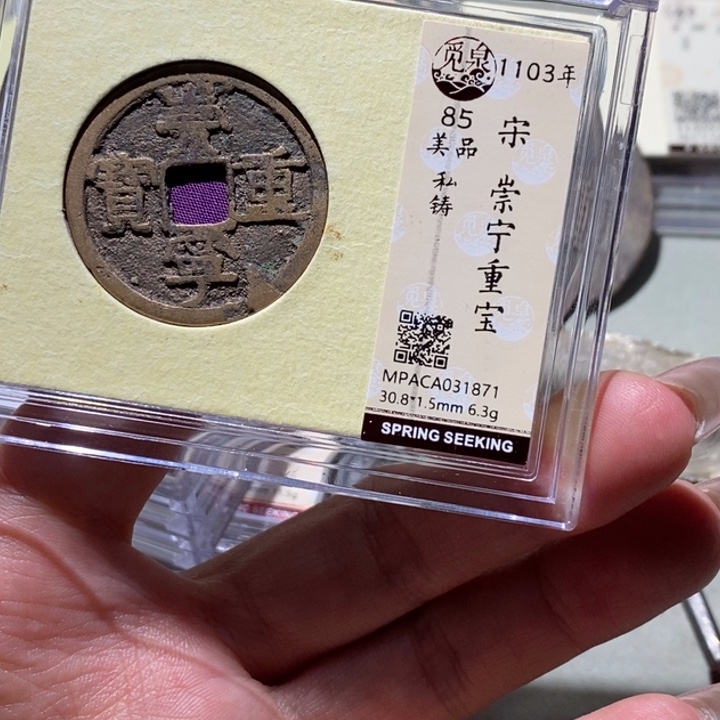 崇
寧
重
寶
觅泉
1103年
85
美品
私
铸
宋
崇宁重宝
MPACA031871
30.8*1.5mm 6.3g
SPRING SEEKING